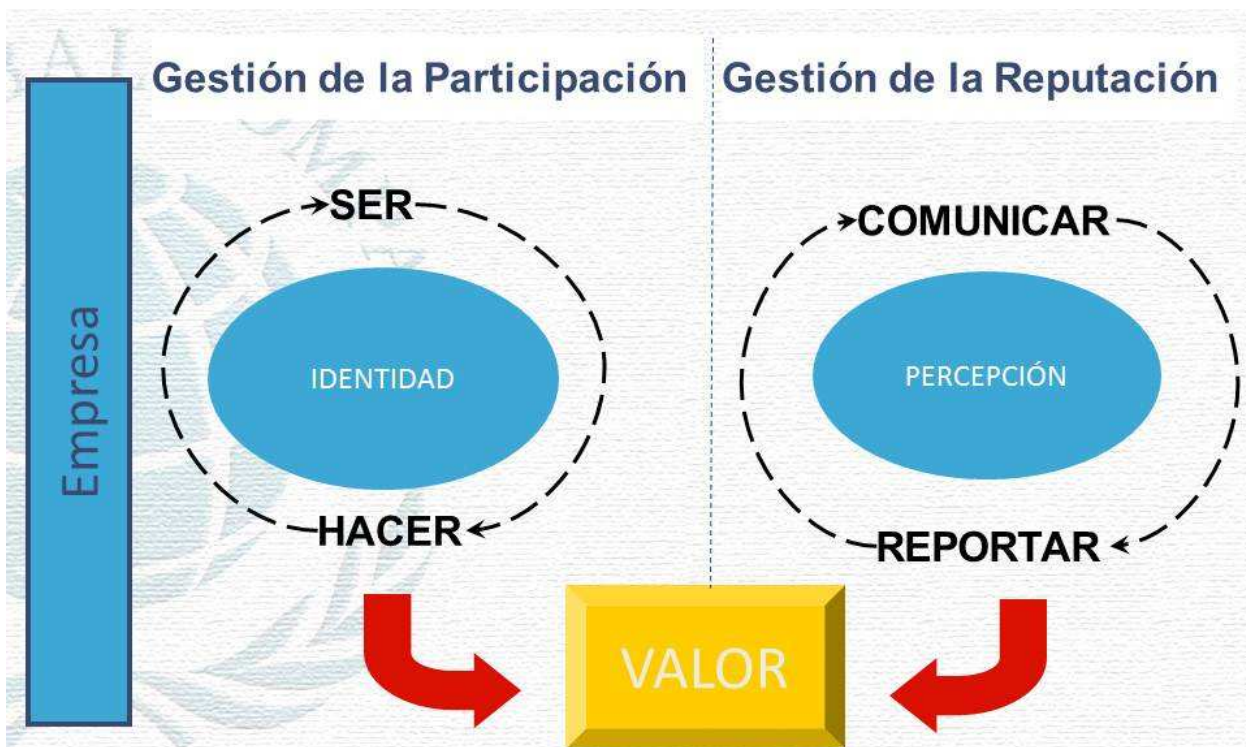 Gestión de la Participación
Gestión de la Reputación
Empresa
SER
IDENTIDAD
HACER
COMUNICAR
PERCEPCIÓN
REPORTAR
VALOR